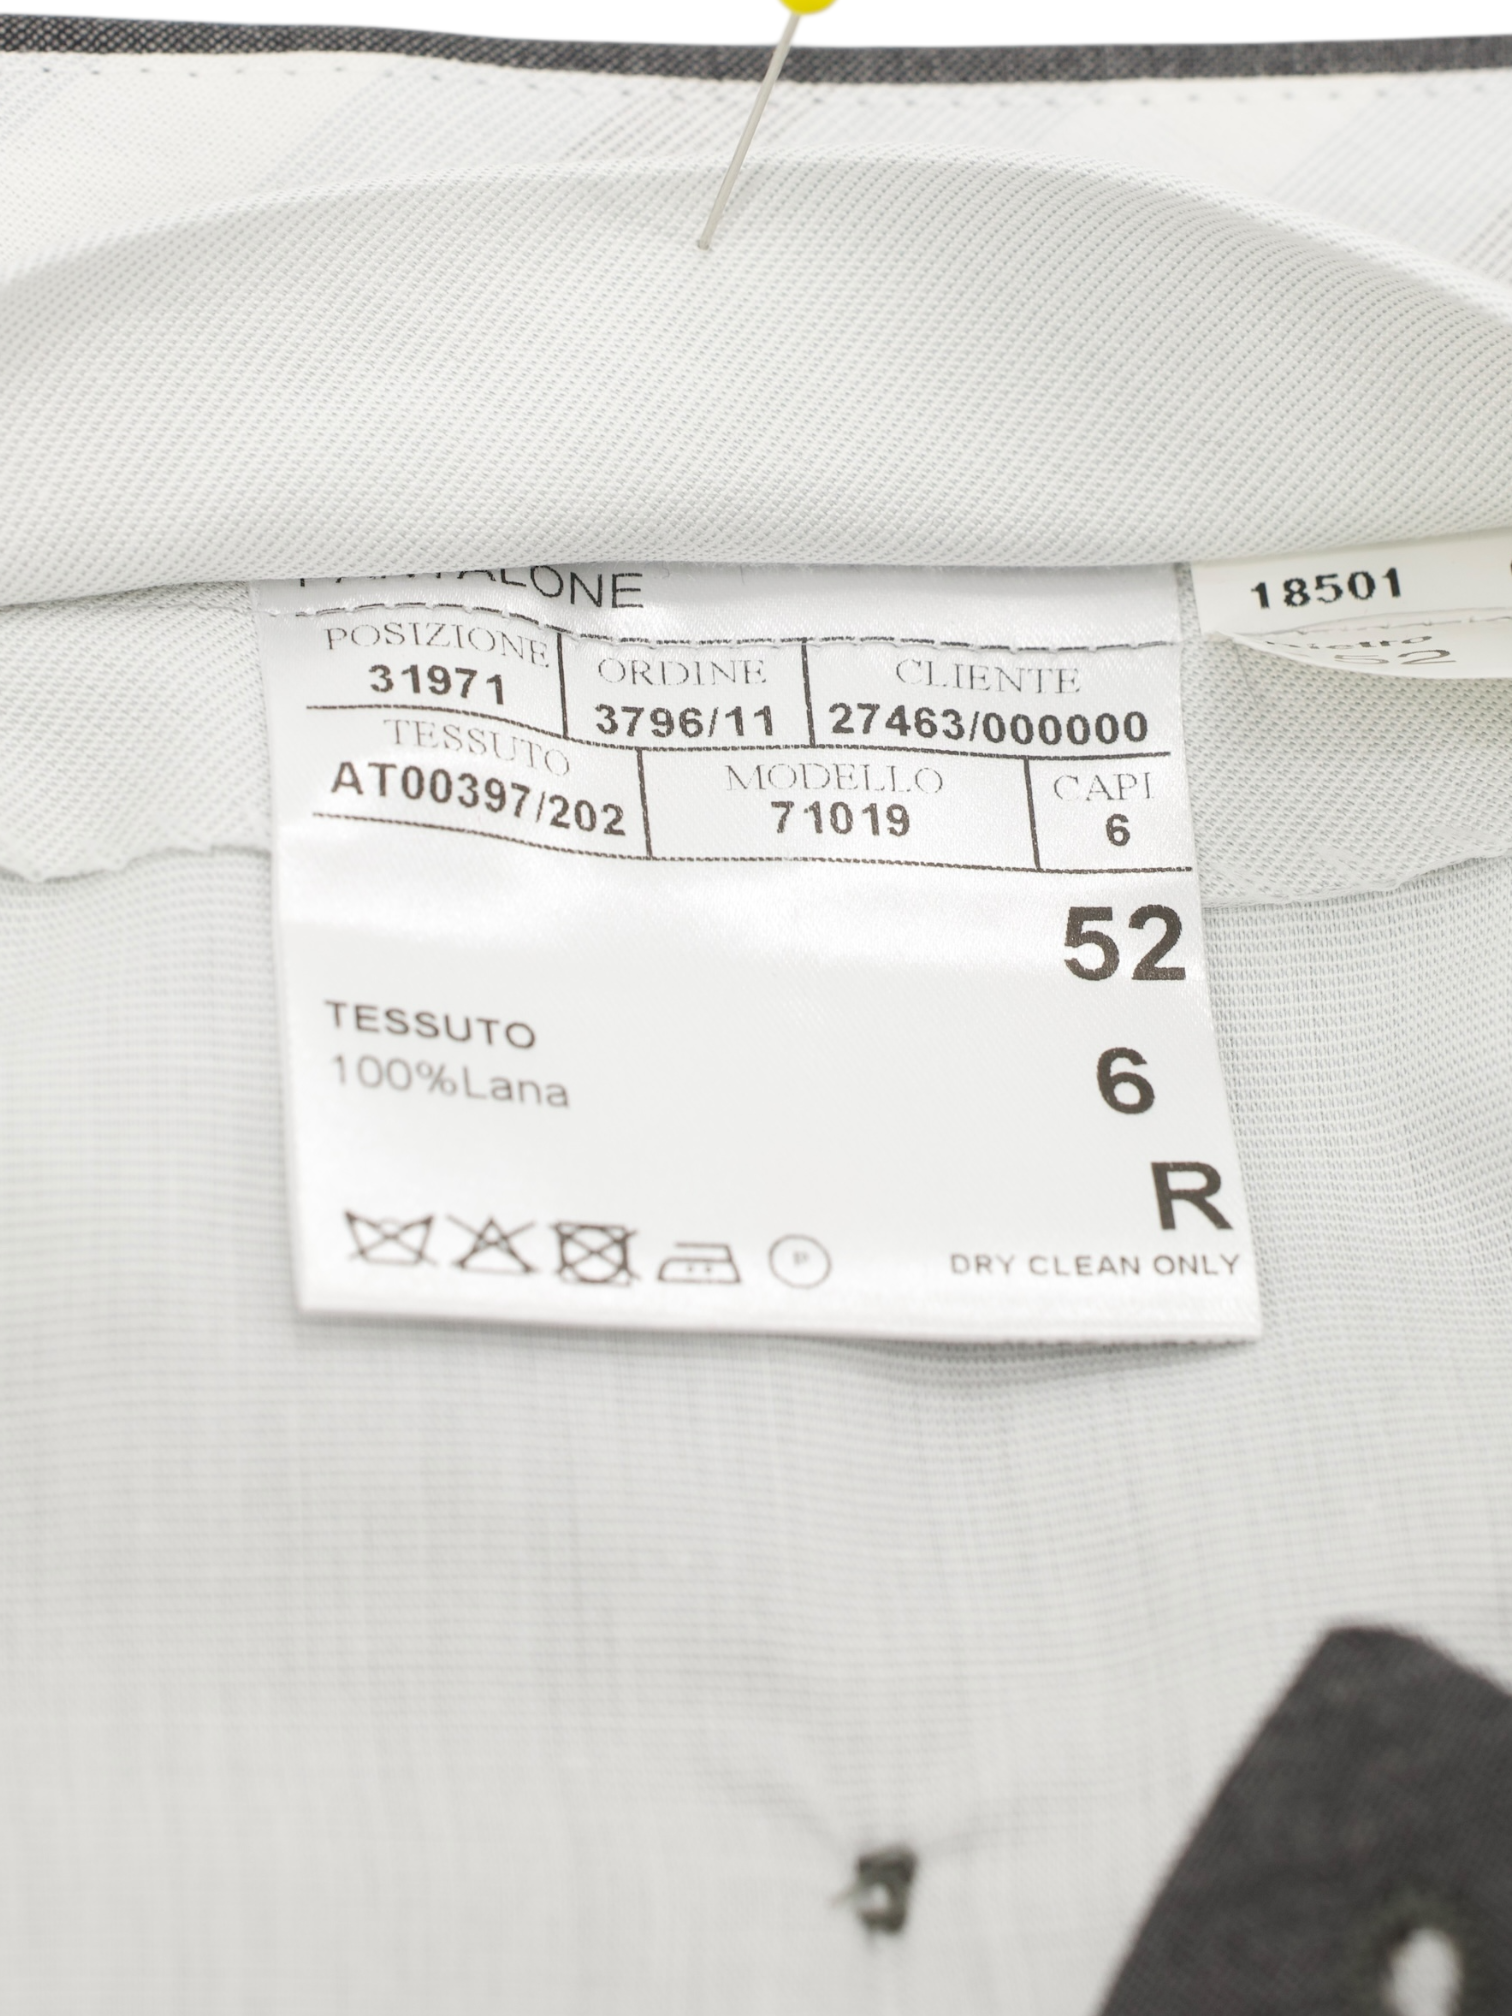 PANTALONE
18501
52
POSIZIONE ORDINE CLIENTE
31971 3796/11 27463/000000
TESSUTO MODELLO CAPI
AT00397/202 71019 6
52
TESSUTO
100%Lana
6
R
P
DRY CLEAN ONLY